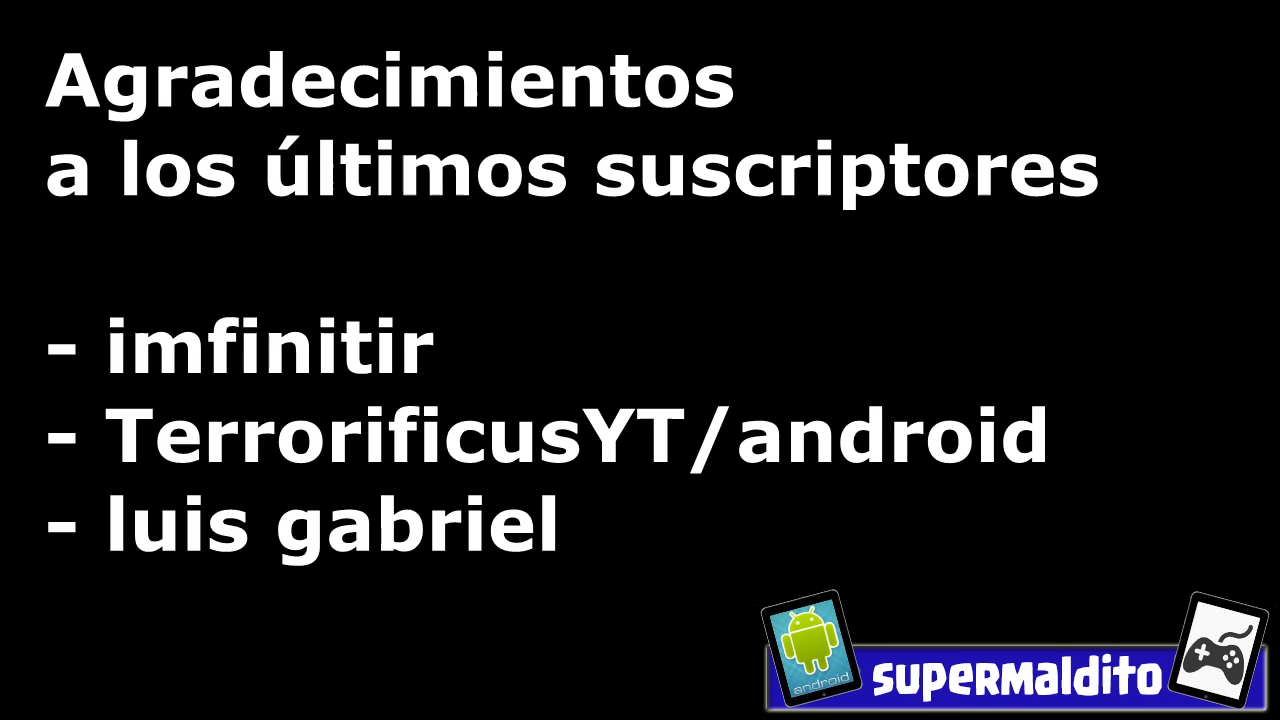 Agradecimientos
a los últimos suscriptores
- imfinitir
- TerrorificusYT/android
- luis gabriel
android
supermaldito